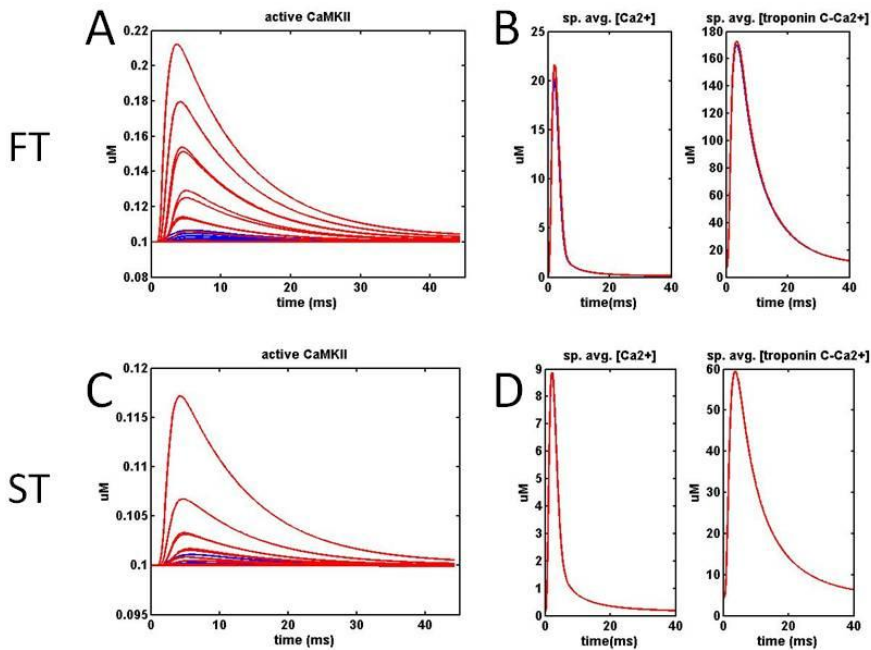 A
active CaMKII
0.22
0.2
0.18
0.16
0.14
0.12
0.1
0.08
uM
0 10 20 30 40
time (ms)
B
sp. avg. [Ca2+]
25
20
15
10
5
0
uM
0 20 40
time(ms)
sp. avg. [troponin C-Ca2+]
180
160
140
120
100
80
60
40
20
0
uM
0 20 40
time (ms)
FT
C
active CaMKII
0.12
0.115
0.11
0.105
0.1
0.095
uM
0 10 20 30 40
time (ms)
D
sp. avg. [Ca2+]
9
8
7
6
5
4
3
2
1
0
uM
0 20 40
time(ms)
sp. avg. [troponin C-Ca2+]
60
50
40
30
20
10
0
uM
0 20 40
time (ms)
ST